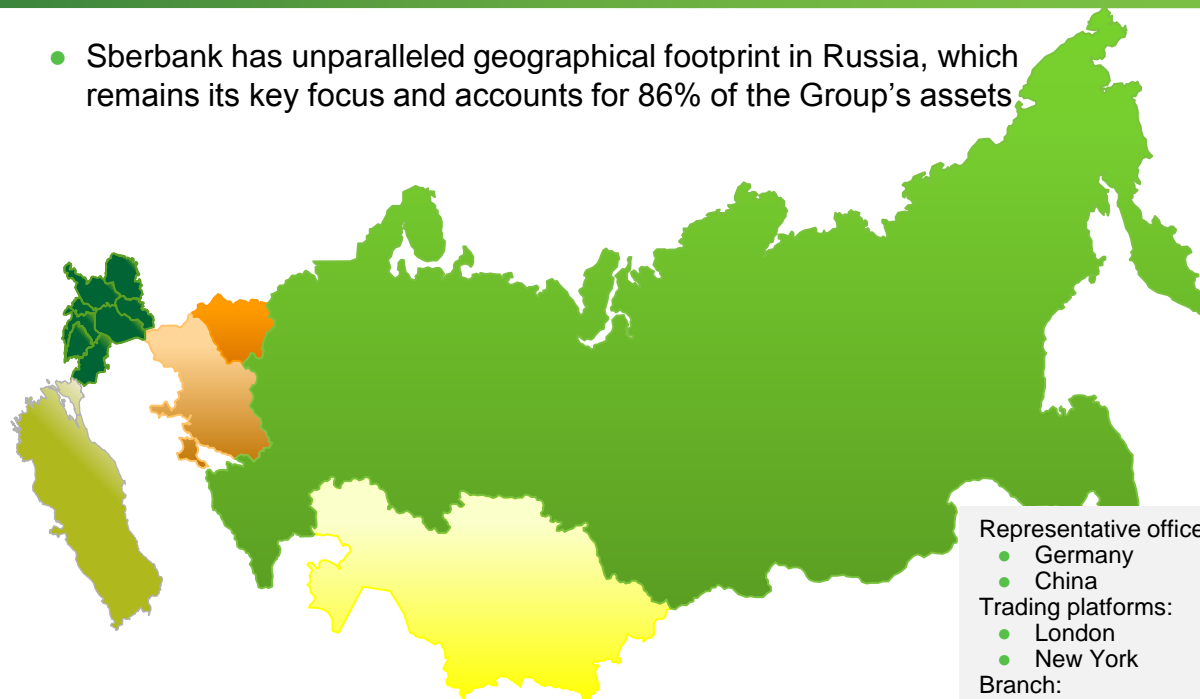 ● Sberbank has unparalleled geographical footprint in Russia, which
remains its key focus and accounts for 86% of the Group's assets
Representative office
● Germany
● China
Trading platforms:
● London
● New York
Branch: